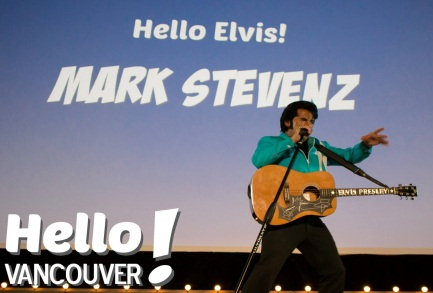 Hello Elvis!
MARK STEVENZ
ELVIS PRESLEY
Hello!
VANCOUVER